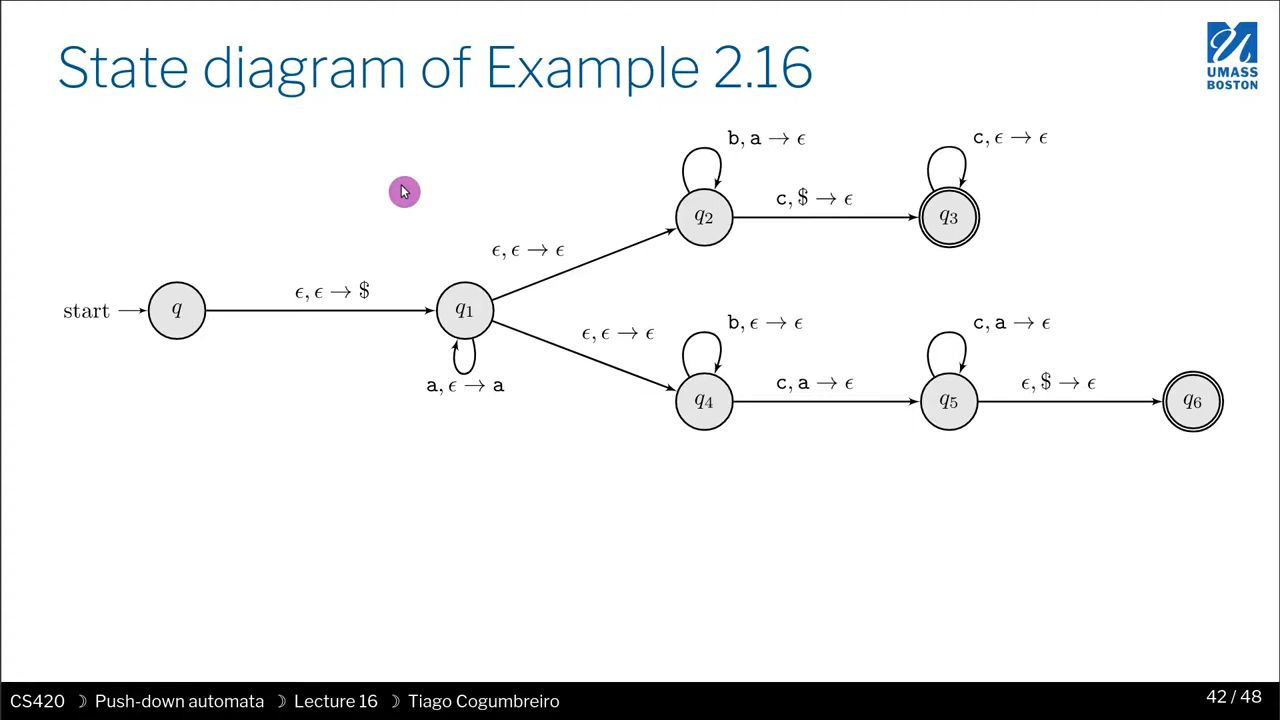 State diagram of Example 2.16
UMASS
BOSTON
b, a → ϵ
c, ϵ → ϵ
q2
c, $ → ϵ
q3
ϵ, ϵ → ϵ
start
q
ϵ, ϵ → $
q1
ϵ, ϵ → ϵ
b, ϵ → ϵ
c, a → ϵ
a, ϵ → a
q4
c, a → ϵ
q5
ϵ, $ → ϵ
q6
CS420 ☽ Push-down automata ☽ Lecture 16 ☽ Tiago Cogumbreiro
42 / 48